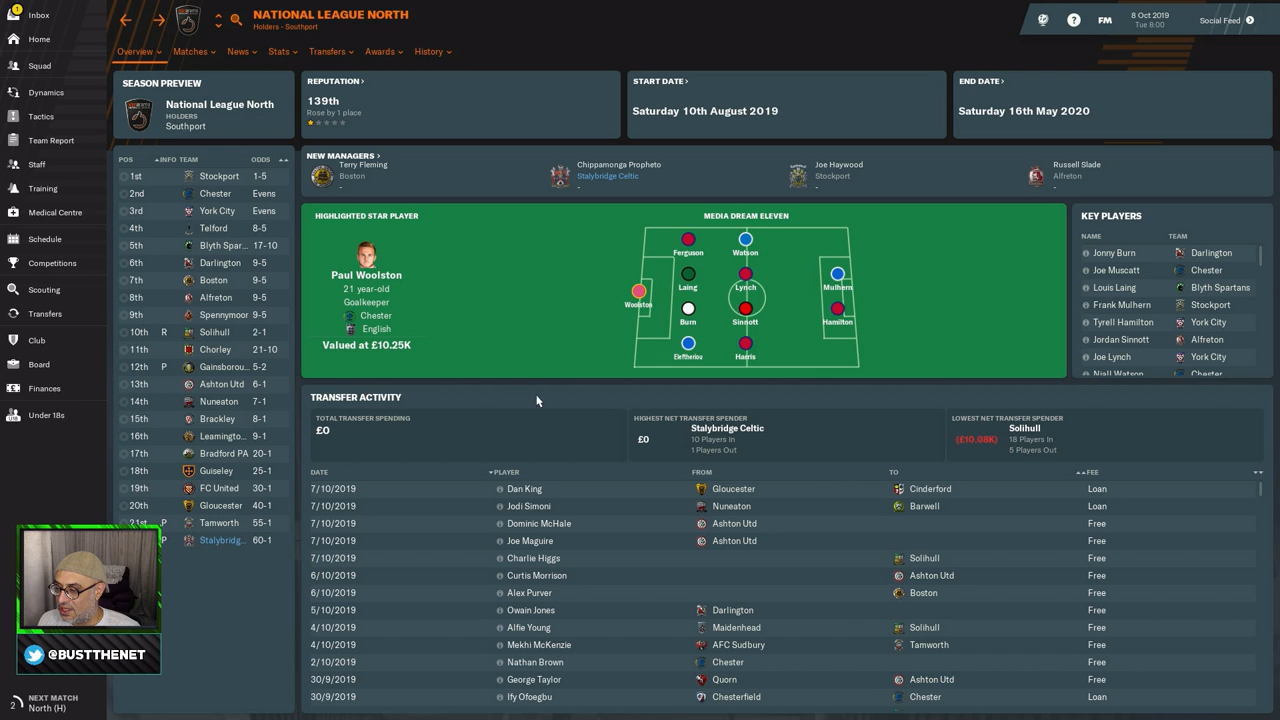 1
Inbox
Home
Squad
Dynamics
Tactics
Team Report
Staff
Training
Medical Centre
Schedule
Competitions
Scouting
Transfers
Club
Board
Finances
Under 18s
NATIONAL LEAGUE NORTH
Holders - Southport
FM
8 Oct 2019
Tue 8:00
Social Feed
Overview
Matches
News
Stats
Transfers
Awards
History
SEASON PREVIEW
National League North
HOLDERS
Southport
REPUTATION >
139th
Rose by 1 place
START DATE >
Saturday 10th August 2019
END DATE >
Saturday 16th May 2020
POS INFO TEAM ODDS
1st Stockport 1-5
2nd Chester Evens
3rd York City Evens
4th Telford 8-5
5th Blyth Spar... 17-10
6th Darlington 9-5
7th Boston 9-5
8th Alfreton 9-5
9th Spennymoor 9-5
10th R Solihull 2-1
11th Chorley 21-10
12th P Gainsborou... 5-2
13th Ashton Utd 6-1
14th Nuneaton 7-1
15th Brackley 8-1
16th Leamingto... 9-1
17th Bradford PA 20-1
18th Guiseley 25-1
19th FC United 30-1
20th Gloucester 40-1
21st P Tamworth 55-1
P Stalybridg... 60-1
NEW MANAGERS >
Terry Fleming
Boston
-
Chippamonga Propheto
Stalybridge Celtic
-
Joe Haywood
Stockport
-
Russell Slade
Alfreton
-
HIGHLIGHTED STAR PLAYER
Paul Woolston
21 year-old
Goalkeeper
Chester
English
Valued at £10.25K
MEDIA DREAM ELEVEN
Ferguson
Watson
Laing
Lynch
Mulhern
Woolston
Burn
Sinnott
Hamilton
Eleftheriou
Harris
KEY PLAYERS
NAME TEAM
Jonny Burn Darlington
Joe Muscatt Chester
Louis Laing Blyth Spartans
Frank Mulhern Stockport
Tyrell Hamilton York City
Jordan Sinnott Alfreton
Joe Lynch York City
Niall Watson Chester
TRANSFER ACTIVITY
TOTAL TRANSFER SPENDING
£0
HIGHEST NET TRANSFER SPENDER
£0
Stalybridge Celtic
10 Players In
1 Players Out
LOWEST NET TRANSFER SPENDER
(£10.08K)
Solihull
18 Players In
5 Players Out
DATE PLAYER FROM TO FEE
7/10/2019 Dan King Gloucester Cinderford Loan
7/10/2019 Jodi Simoni Nuneaton Barwell Loan
7/10/2019 Dominic McHale Ashton Utd Free
7/10/2019 Joe Maguire Ashton Utd Free
7/10/2019 Charlie Higgs Solihull Free
6/10/2019 Curtis Morrison Ashton Utd Free
6/10/2019 Alex Purver Boston Free
5/10/2019 Owain Jones Darlington Free
4/10/2019 Alfie Young Maidenhead Solihull Free
4/10/2019 Mekhi McKenzie AFC Sudbury Tamworth Free
2/10/2019 Nathan Brown Chester Free
30/9/2019 George Taylor Quorn Ashton Utd Free
30/9/2019 Ify Ofoegbu Chesterfield Chester Loan
@BUSTTHENET
2
NEXT MATCH
North (H)